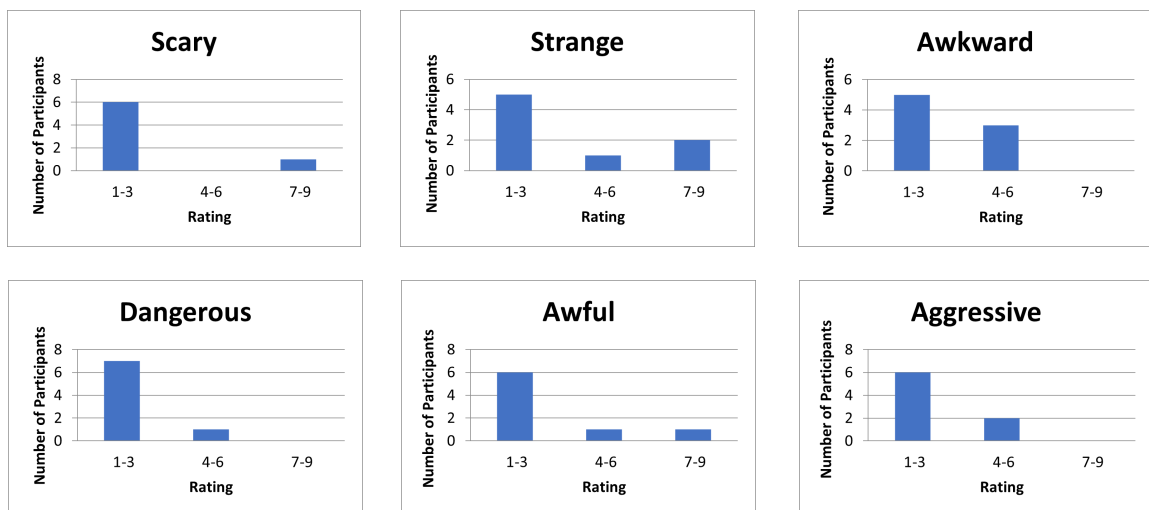 Scary
Number of Participants
8
6
4
2
0
1-3 4-6 7-9
Rating
Strange
Number of Participants
6
4
2
0
1-3 4-6 7-9
Rating
Awkward
Number of Participants
6
4
2
0
1-3 4-6 7-9
Rating
Dangerous
Number of Participants
8
6
4
2
0
1-3 4-6 7-9
Rating
Awful
Number of Participants
8
6
4
2
0
1-3 4-6 7-9
Rating
Aggressive
Number of Participants
8
6
4
2
0
1-3 4-6 7-9
Rating